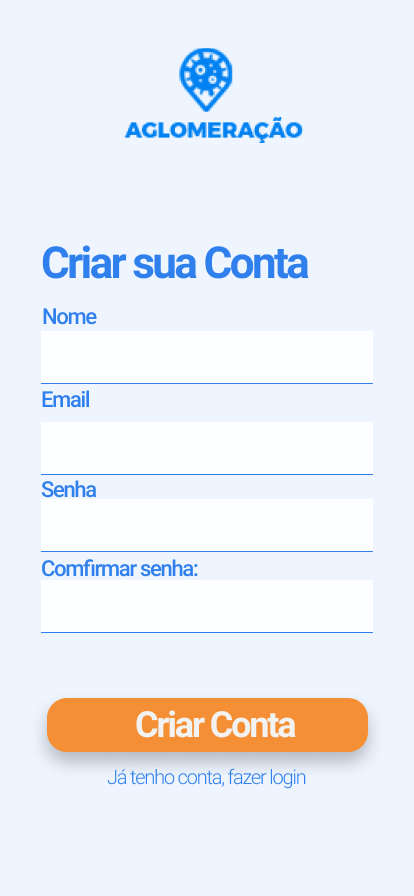 AGLOMERAÇÃO
Criar sua Conta
Nome
Email
Senha
Comfirmar senha:
Criar Conta
Já tenho conta, fazer login